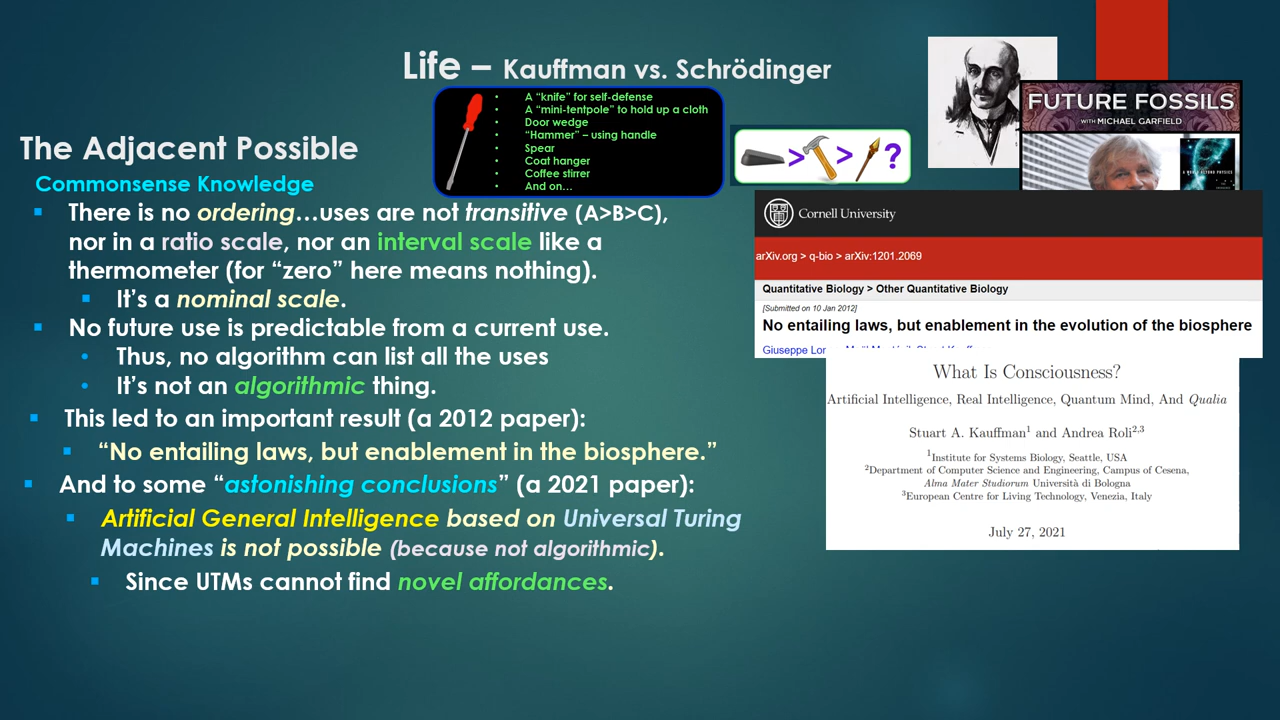 Life – Kauffman vs. Schrödinger
• A “knife” for self-defense
• A “mini-tentpole” to hold up a cloth
• Door wedge
• “Hammer” – using handle
• Spear
• Coat hanger
• Coffee stirrer
• And on…
> > ?
FUTURE FOSSILS
WITH MICHAEL GARFIELD
The Adjacent Possible
Commonsense Knowledge
▪ There is no ordering…uses are not transitive (A>B>C),
nor in a ratio scale, nor an interval scale like a
thermometer (for “zero” here means nothing).
▪ It’s a nominal scale.
▪ No future use is predictable from a current use.
• Thus, no algorithm can list all the uses
• It’s not an algorithmic thing.
▪ This led to an important result (a 2012 paper):
▪ “No entailing laws, but enablement in the biosphere.”
▪ And to some “astonishing conclusions” (a 2021 paper):
▪ Artificial General Intelligence based on Universal Turing
Machines is not possible (because not algorithmic).
▪ Since UTMs cannot find novel affordances.
Cornell University
arXiv.org > q-bio > arXiv:1201.2069
Quantitative Biology > Other Quantitative Biology
[Submitted on 10 Jan 2012]
No entailing laws, but enablement in the evolution of the biosphere
Giuseppe
What Is Consciousness?
Artificial Intelligence, Real Intelligence, Quantum Mind, And Qualia
Stuart A. Kauffman1 and Andrea Roli2,3
1Institute for Systems Biology, Seattle, USA
2Department of Computer Science and Engineering, Campus of Cesena,
Alma Mater Studiorum Università di Bologna
3European Centre for Living Technology, Venezia, Italy
July 27, 2021